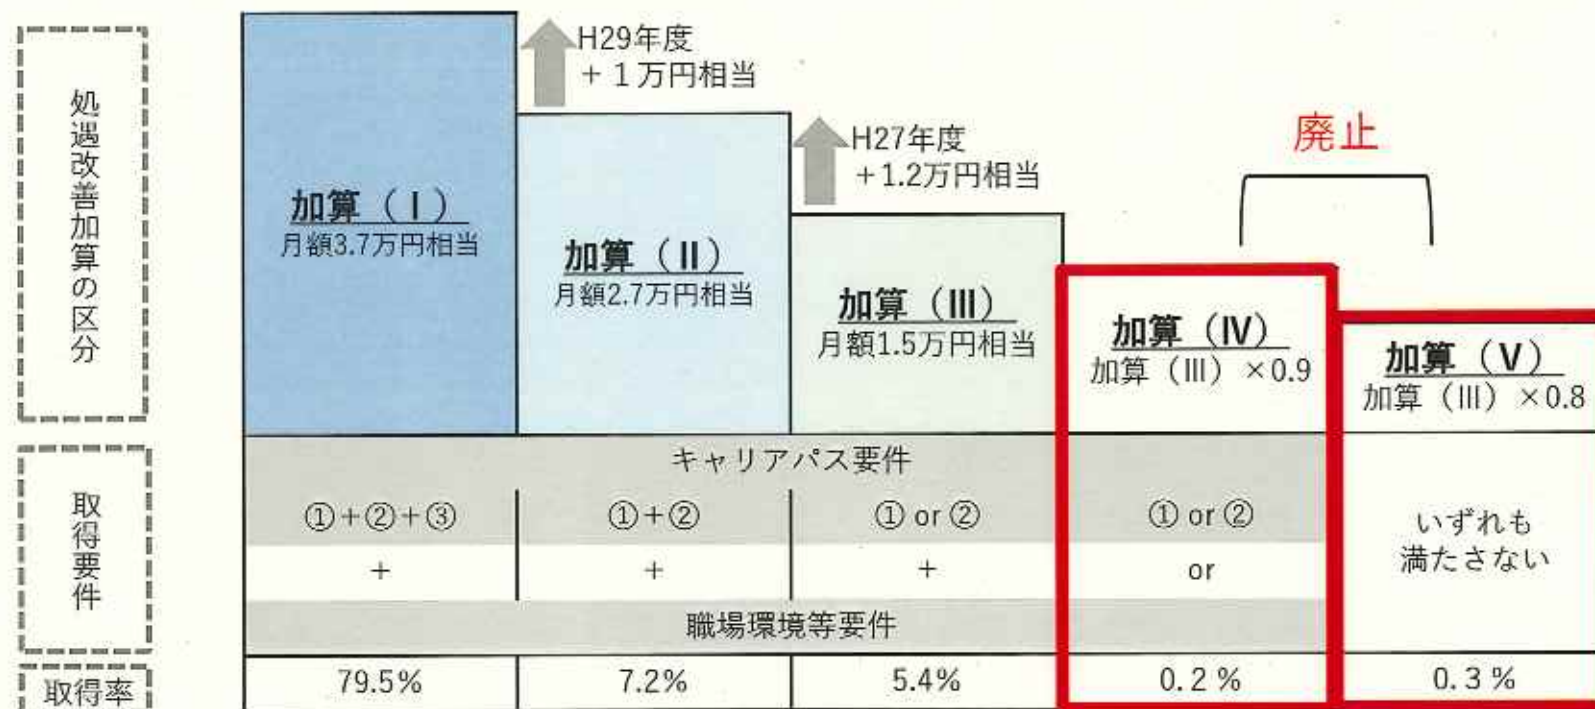 処遇改善加算の区分
H29年度
+ 1 万円相当
H27年度
+1.2万円相当
廃止
加算(Ⅰ)
月額3.7万円相当
加算(Ⅱ)
月額2.7万円相当
加算(Ⅲ)
月額1.5万円相当
加算(Ⅳ)
加算(Ⅲ)×0.9
加算(Ⅴ)
加算(Ⅲ)×0.8
取得要件
キャリアパス要件
①+②+③
①+②
① or ②
① or ②
いずれも
満たさない
+
+
+
or
職場環境等要件
取得率
79.5%
7.2%
5.4%
0.2 %
0.3 %